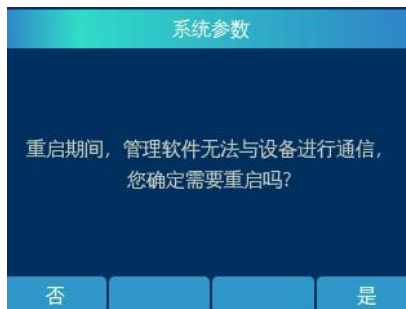 系统参数
重启期间，管理软件无法与设备进行通信，
您确定需要重启吗?
否
是